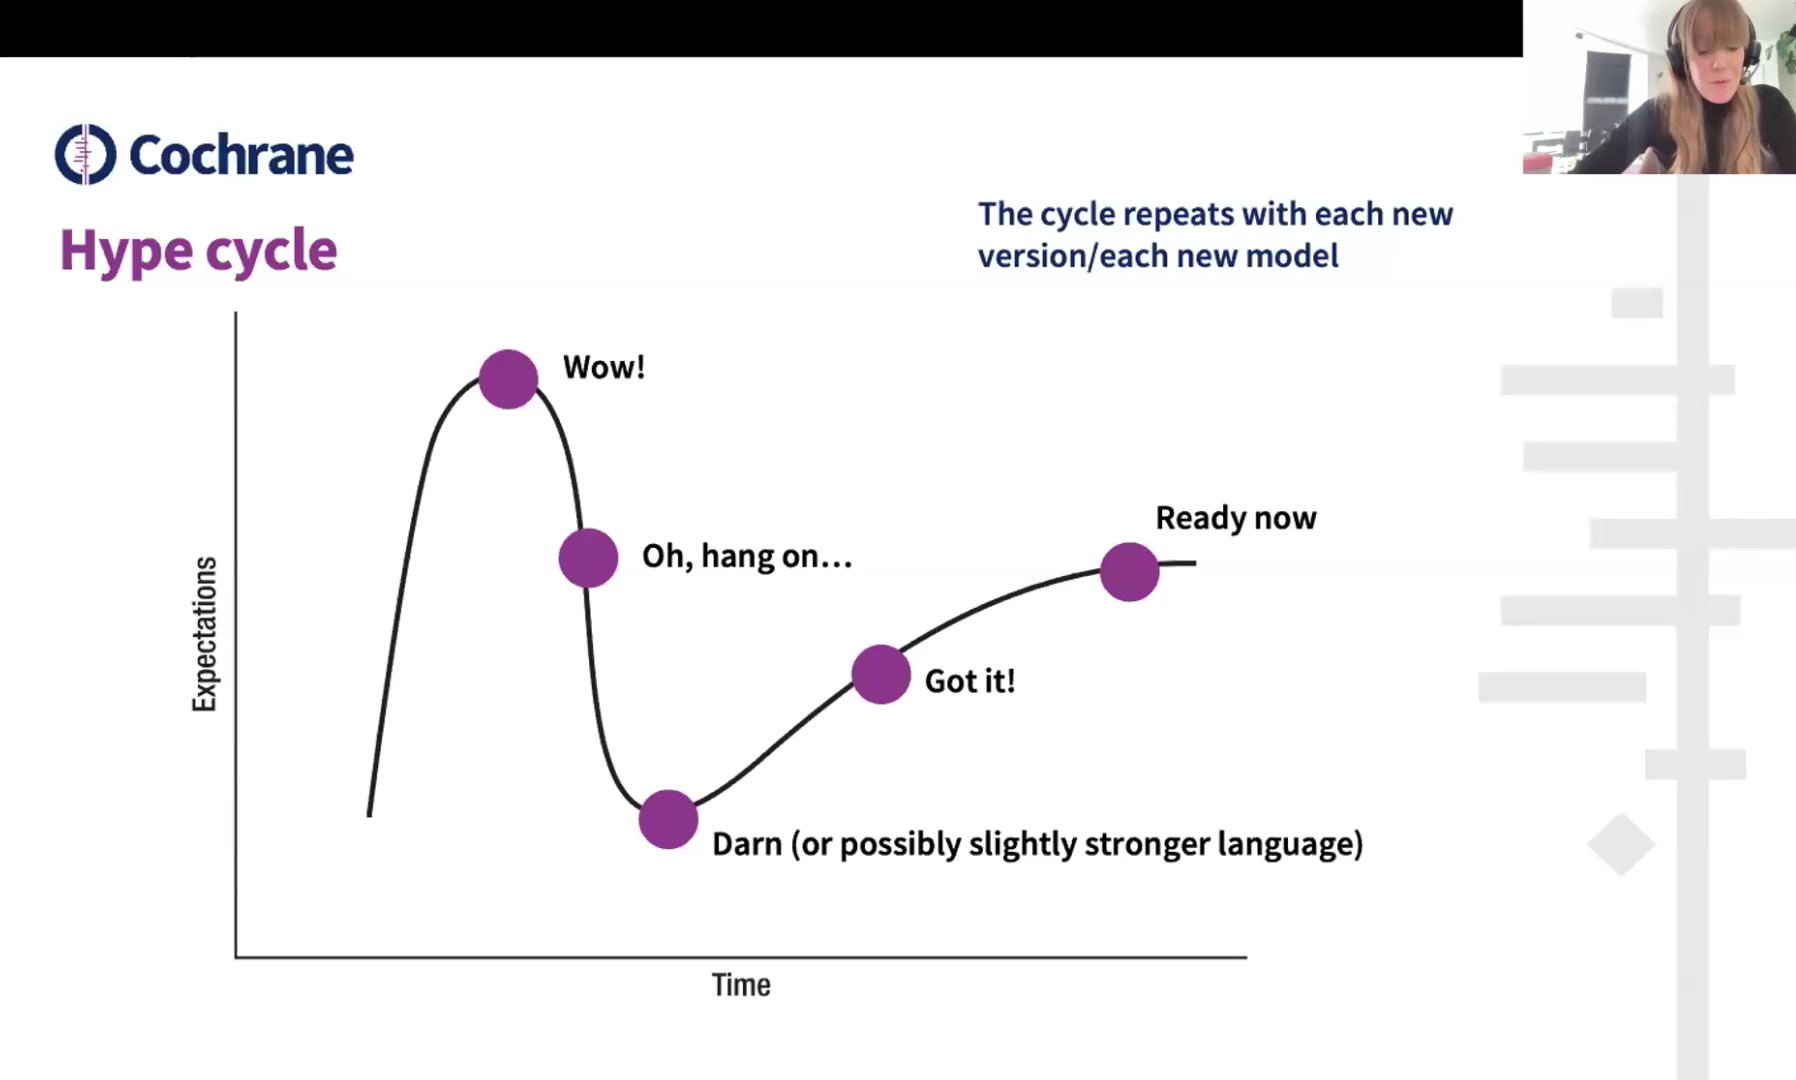 Cochrane
Hype cycle
The cycle repeats with each new
version/each new model
Wow!
Oh, hang on...
Ready now
Got it!
Darn (or possibly slightly stronger language)
Expectations
Time